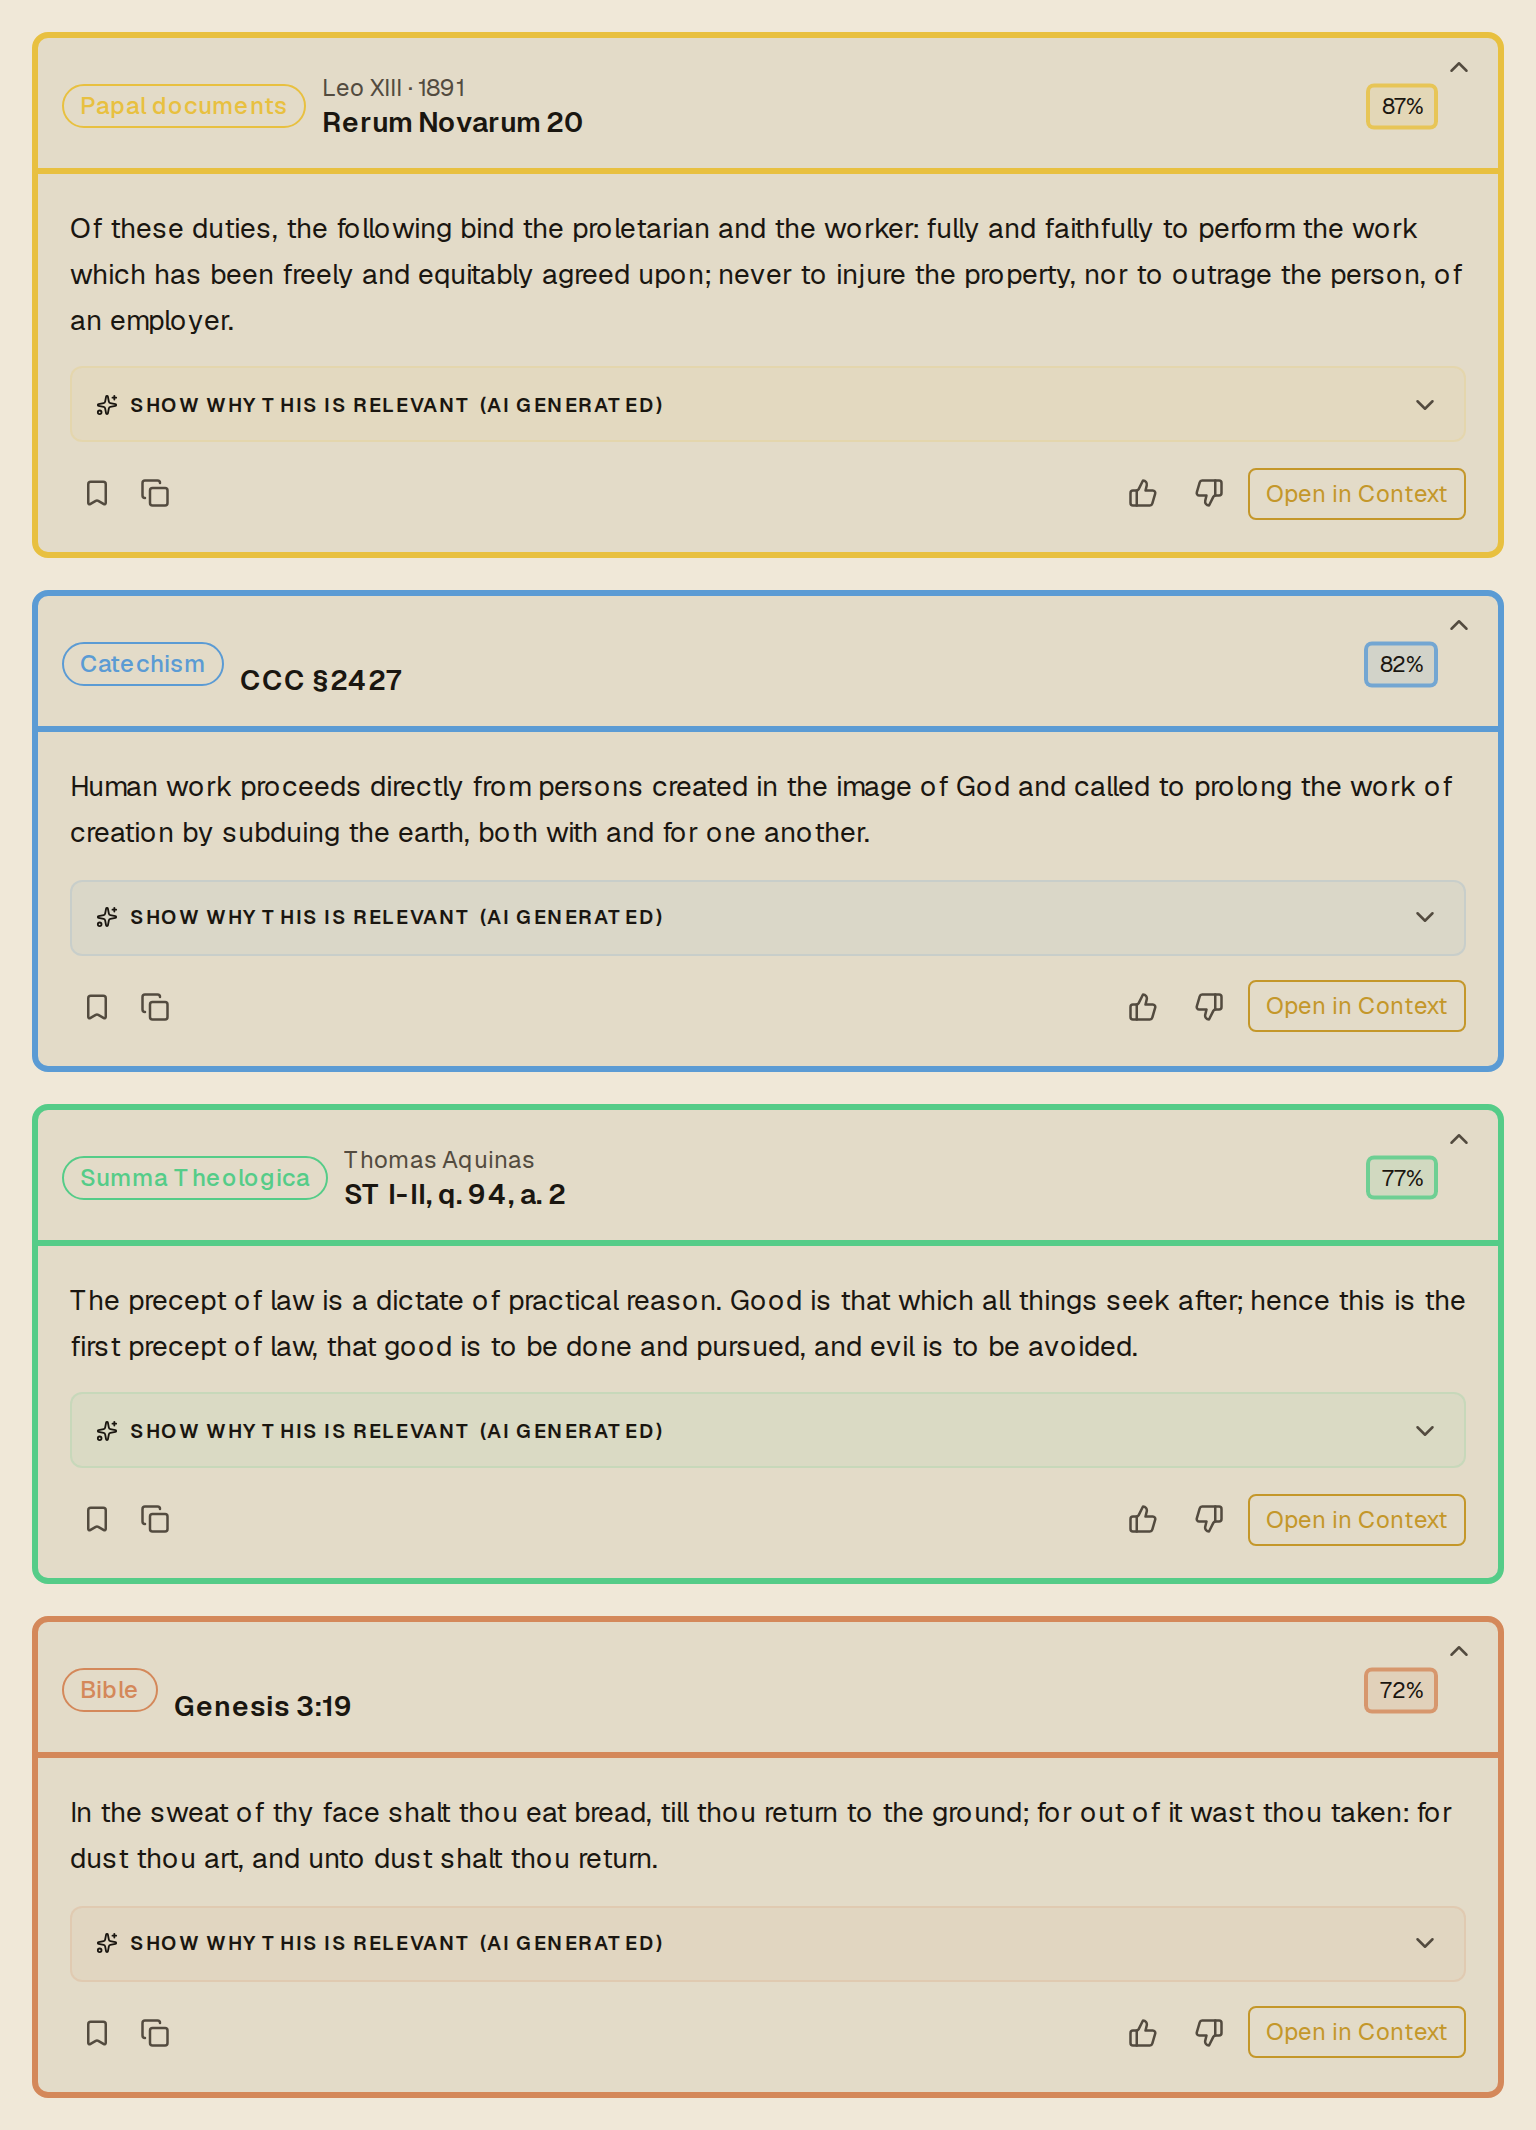 Papal documents
Leo XIII · 1891
Rerum Novarum 20
87%
Of these duties, the following bind the proletarian and the worker: fully and faithfully to perform the work
which has been freely and equitably agreed upon; never to injure the property, nor to outrage the person, of
an employer.
SHOW WHY THIS IS RELEVANT (AI GENERATED)
Open in Context
Catechism
CCC §2427
82%
Human work proceeds directly from persons created in the image of God and called to prolong the work of
creation by subduing the earth, both with and for one another.
SHOW WHY THIS IS RELEVANT (AI GENERATED)
Open in Context
Summa Theologica
Thomas Aquinas
ST I-II, q. 94, a. 2
77%
The precept of law is a dictate of practical reason. Good is that which all things seek after; hence this is the
first precept of law, that good is to be done and pursued, and evil is to be avoided.
SHOW WHY THIS IS RELEVANT (AI GENERATED)
Open in Context
Bible
Genesis 3:19
72%
In the sweat of thy face shalt thou eat bread, till thou return to the ground; for out of it wast thou taken: for
dust thou art, and unto dust shalt thou return.
SHOW WHY THIS IS RELEVANT (AI GENERATED)
Open in Context